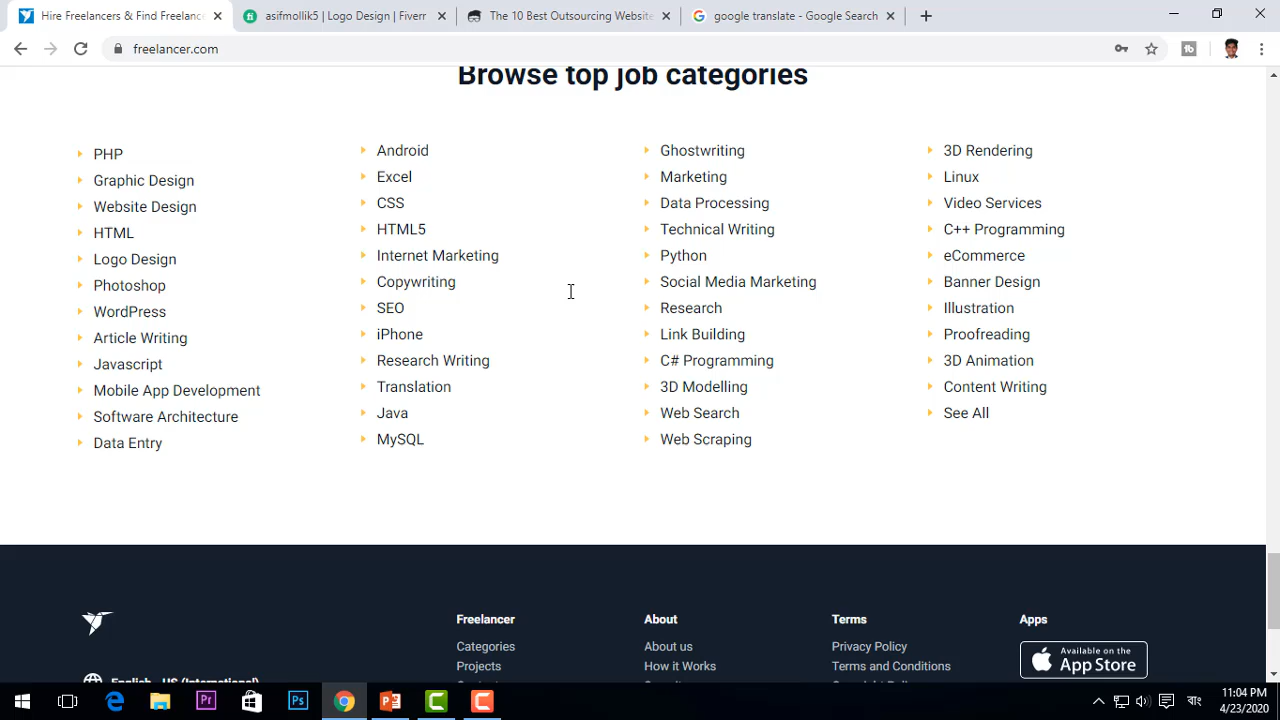 Hire Freelancers & Find Freelanc
asifmollik5 | Logo Design | Fiverr
The 10 Best Outsourcing Website
google translate - Google Search
freelancer.com
Browse top job categories
PHP
Graphic Design
Website Design
HTML
Logo Design
Photoshop
WordPress
Article Writing
Javascript
Mobile App Development
Software Architecture
Data Entry
Android
Excel
CSS
HTML5
Internet Marketing
Copywriting
SEO
iPhone
Research Writing
Translation
Java
MySQL
Ghostwriting
Marketing
Data Processing
Technical Writing
Python
Social Media Marketing
Research
Link Building
C# Programming
3D Modelling
Web Search
Web Scraping
3D Rendering
Linux
Video Services
C++ Programming
eCommerce
Banner Design
Illustration
Proofreading
3D Animation
Content Writing
See All
English - US (International)
Freelancer
Categories
Projects
About
About us
How it Works
Terms
Privacy Policy
Terms and Conditions
Apps
Available on the
App Store
বাং
11:04 PM
4/23/2020